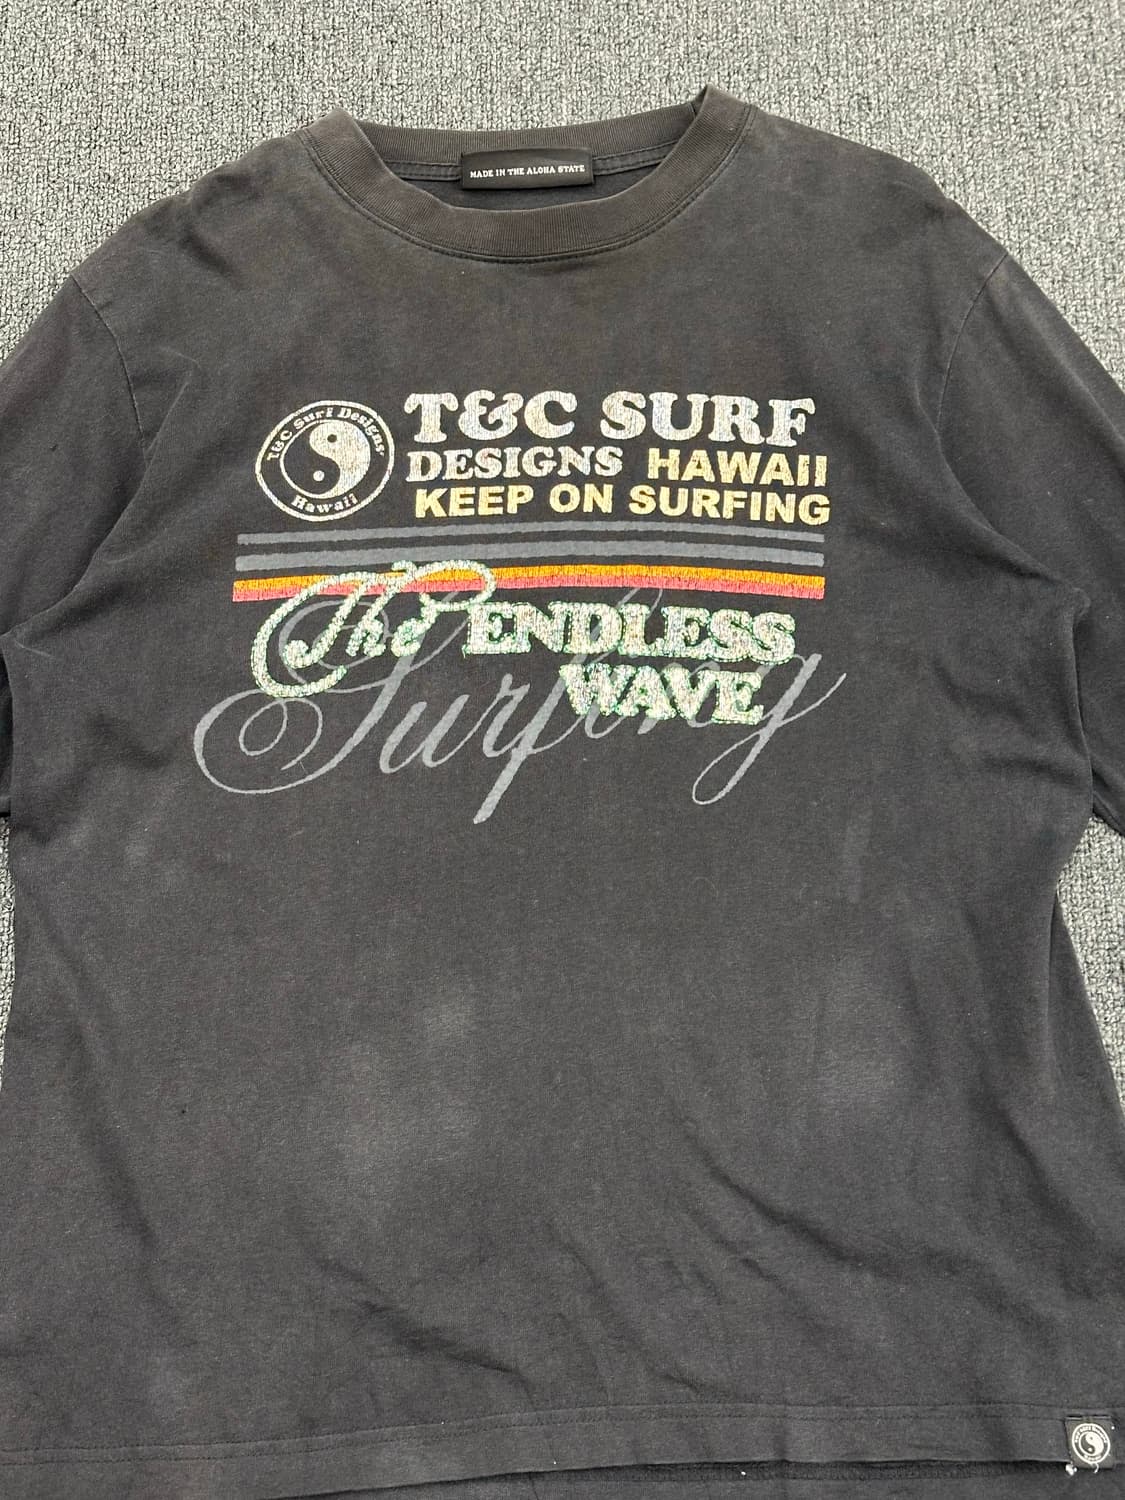 MADE IN THE ALOHA STATE
T&C Surf Designs
Hawaii
T&C SURF
DESIGNS HAWAII
KEEP ON SURFING
The ENDLESS
WAVE
Surfing